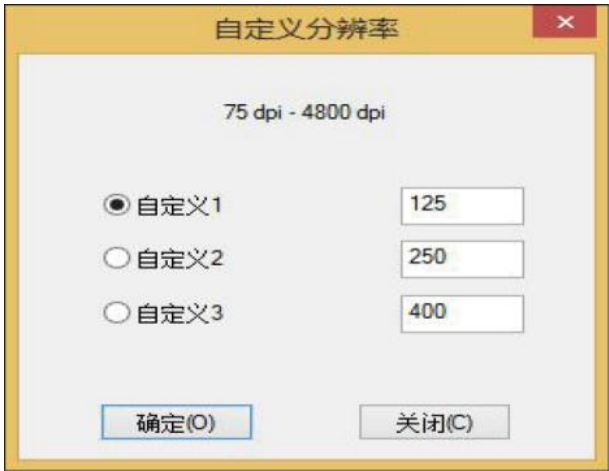 自定义分辨率
75 dpi - 4800 dpi
自定义1 125
自定义2 250
自定义3 400
确定(O) 关闭(C)